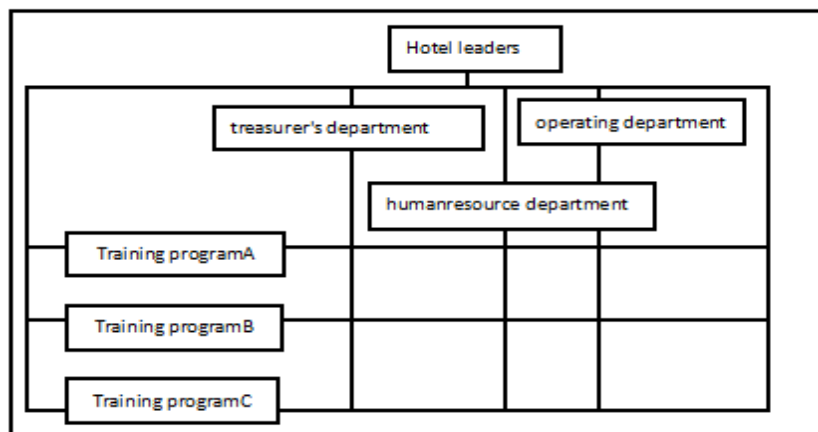 Hotel leaders
treasurer's department
operating department
humanresource department
Training programA
Training programB
Training programC